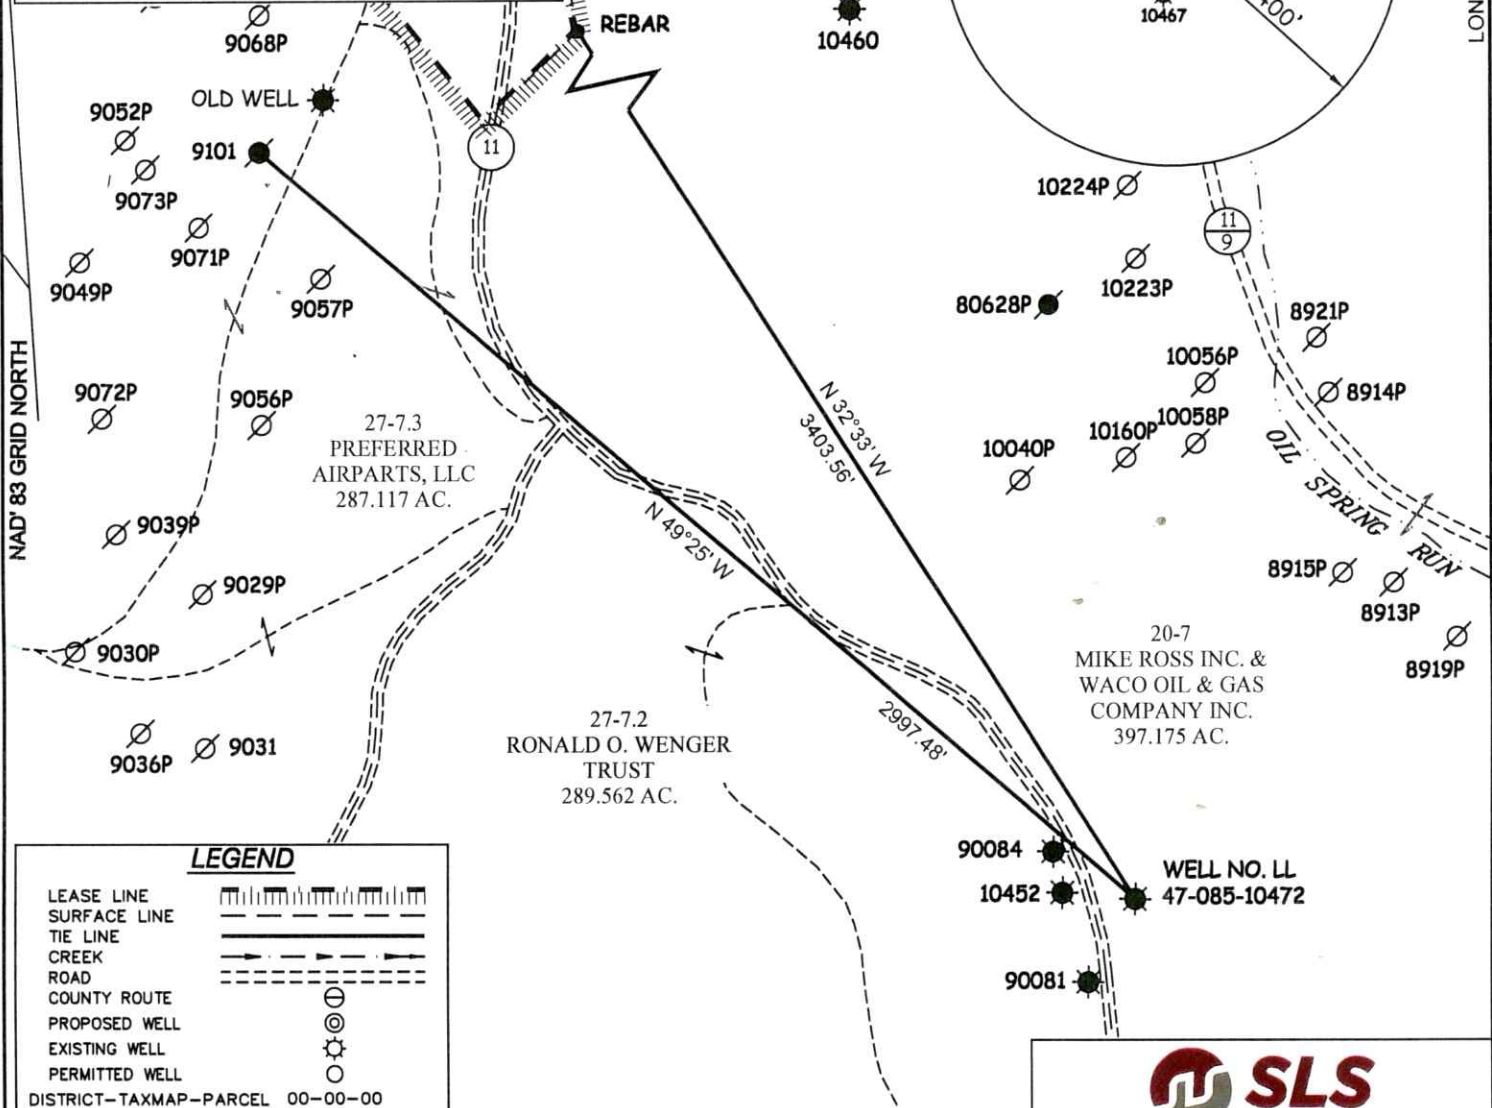 9068P
REBAR
10460
10467
400'
LON
OLD WELL
9052P
9101
11
9073P
10224P
11
9
9071P
9049P
9057P
10223P
80628P
8921P
NAD' 83 GRID NORTH
9072P
9056P
N 32°33' W
3403.56'
10056P
8914P
27-7.3
PREFERRED
AIRPARTS, LLC
287.117 AC.
10058P
10160P
10040P
OIL SPRING RUN
9039P
N 49°25' W
8915P
9029P
8913P
9030P
8919P
20-7
MIKE ROSS INC. &
WACO OIL & GAS
COMPANY INC.
397.175 AC.
27-7.2
RONALD O. WENGER
TRUST
289.562 AC.
2997.48'
9031
9036P
90084
10452
WELL NO. LL
47-085-10472
90081
LEGEND
LEASE LINE
SURFACE LINE
TIE LINE
CREEK
ROAD
COUNTY ROUTE
PROPOSED WELL
EXISTING WELL
PERMITTED WELL
DISTRICT-TAXMAP-PARCEL 00-00-00
SLS